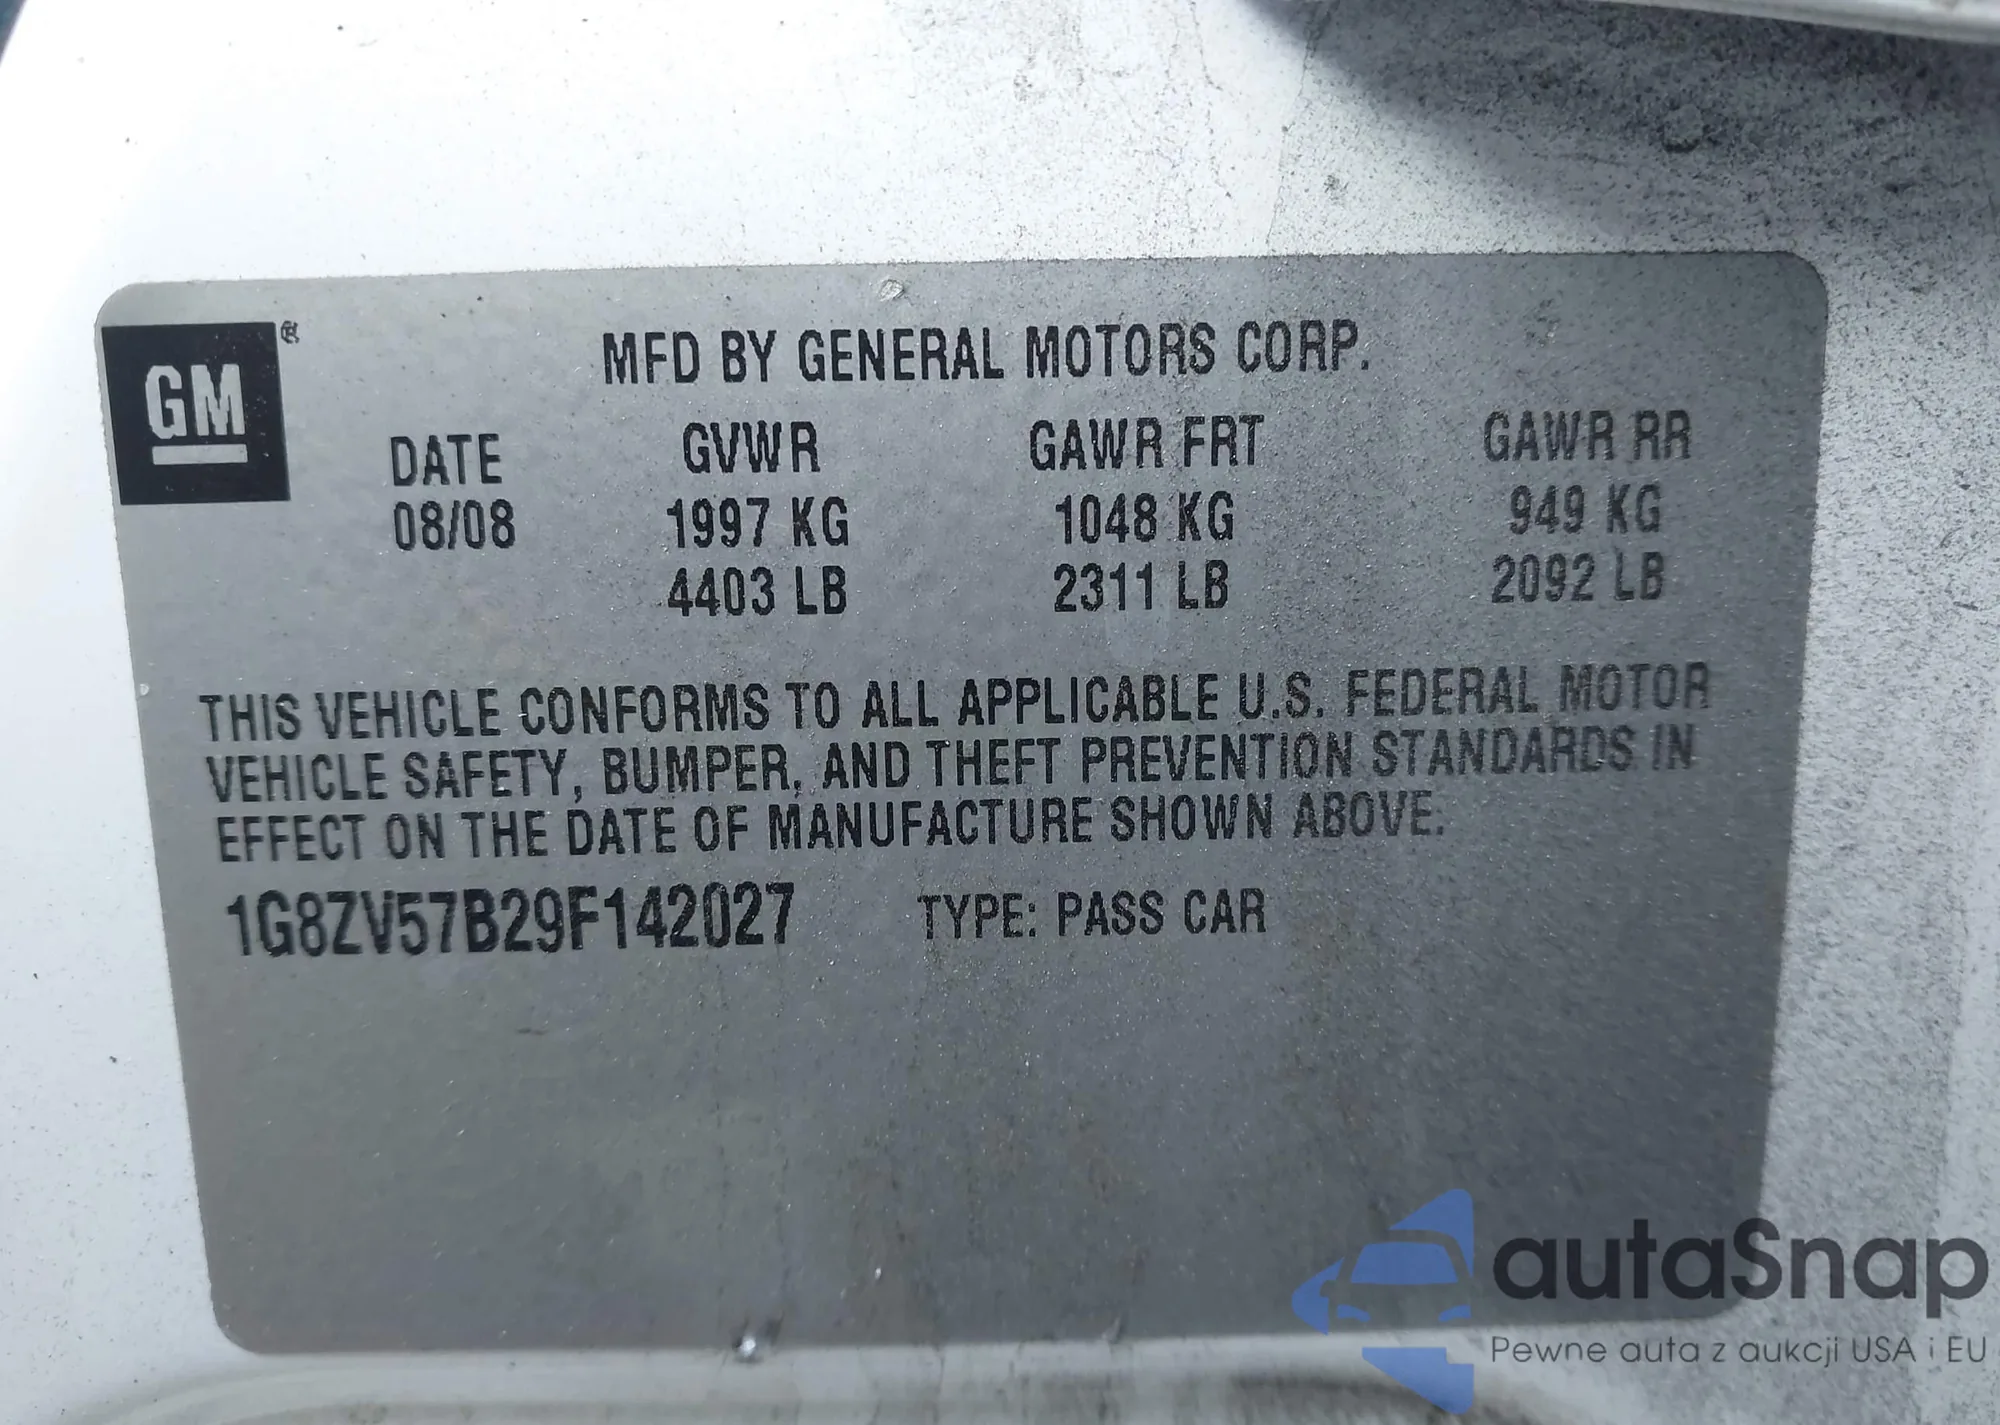 GM ®
MFD BY GENERAL MOTORS CORP.
DATE GVWR GAWR FRT GAWR RR
08/08 1997 KG 1048 KG 949 KG
4403 LB 2311 LB 2092 LB
THIS VEHICLE CONFORMS TO ALL APPLICABLE U.S. FEDERAL MOTOR
VEHICLE SAFETY, BUMPER, AND THEFT PREVENTION STANDARDS IN
EFFECT ON THE DATE OF MANUFACTURE SHOWN ABOVE.
1G8ZV57B29F142027 TYPE: PASS CAR
autaSnap
Pewne auta z aukcji USA i EU